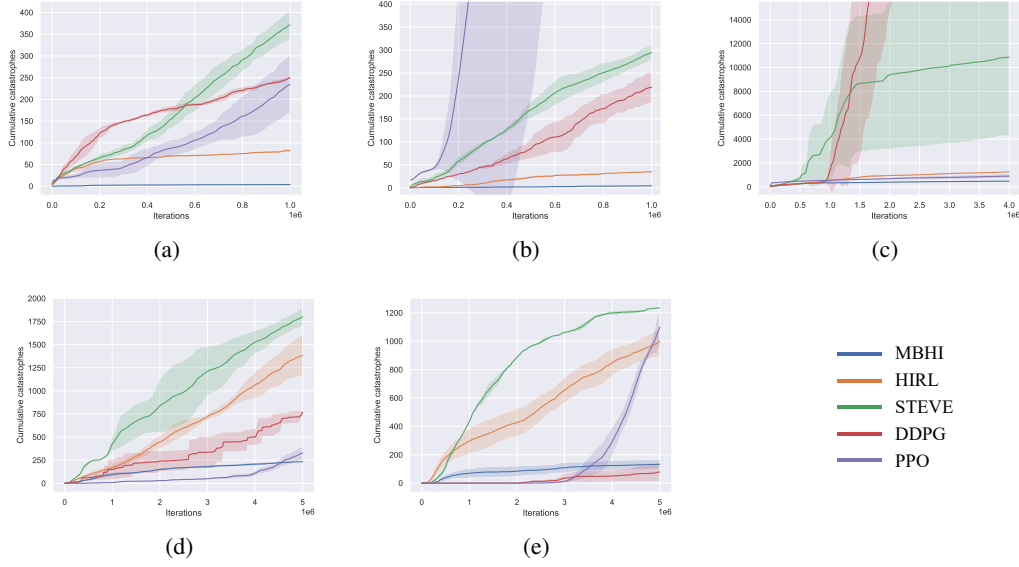 400
350
300
250
200
150
100
50
0
Cumulative catastrophes
0.0 0.2 0.4 0.6 0.8 1.0
Iterations 1e6
(a)
400
350
300
250
200
150
100
50
0
Cumulative catastrophes
0.0 0.2 0.4 0.6 0.8 1.0
Iterations 1e6
(b)
14000
12000
10000
8000
6000
4000
2000
0
Cumulative catastrophes
0.0 0.5 1.0 1.5 2.0 2.5 3.0 3.5 4.0
Iterations 1e6
(c)
2000
1750
1500
1250
1000
750
500
250
0
Cumulative catastrophes
0 1 2 3 4 5
Iterations 1e6
(d)
1200
1000
800
600
400
200
0
Cumulative catastrophes
0 1 2 3 4 5
Iterations 1e6
(e)
MBHI
HIRL
STEVE
DDPG
PPO